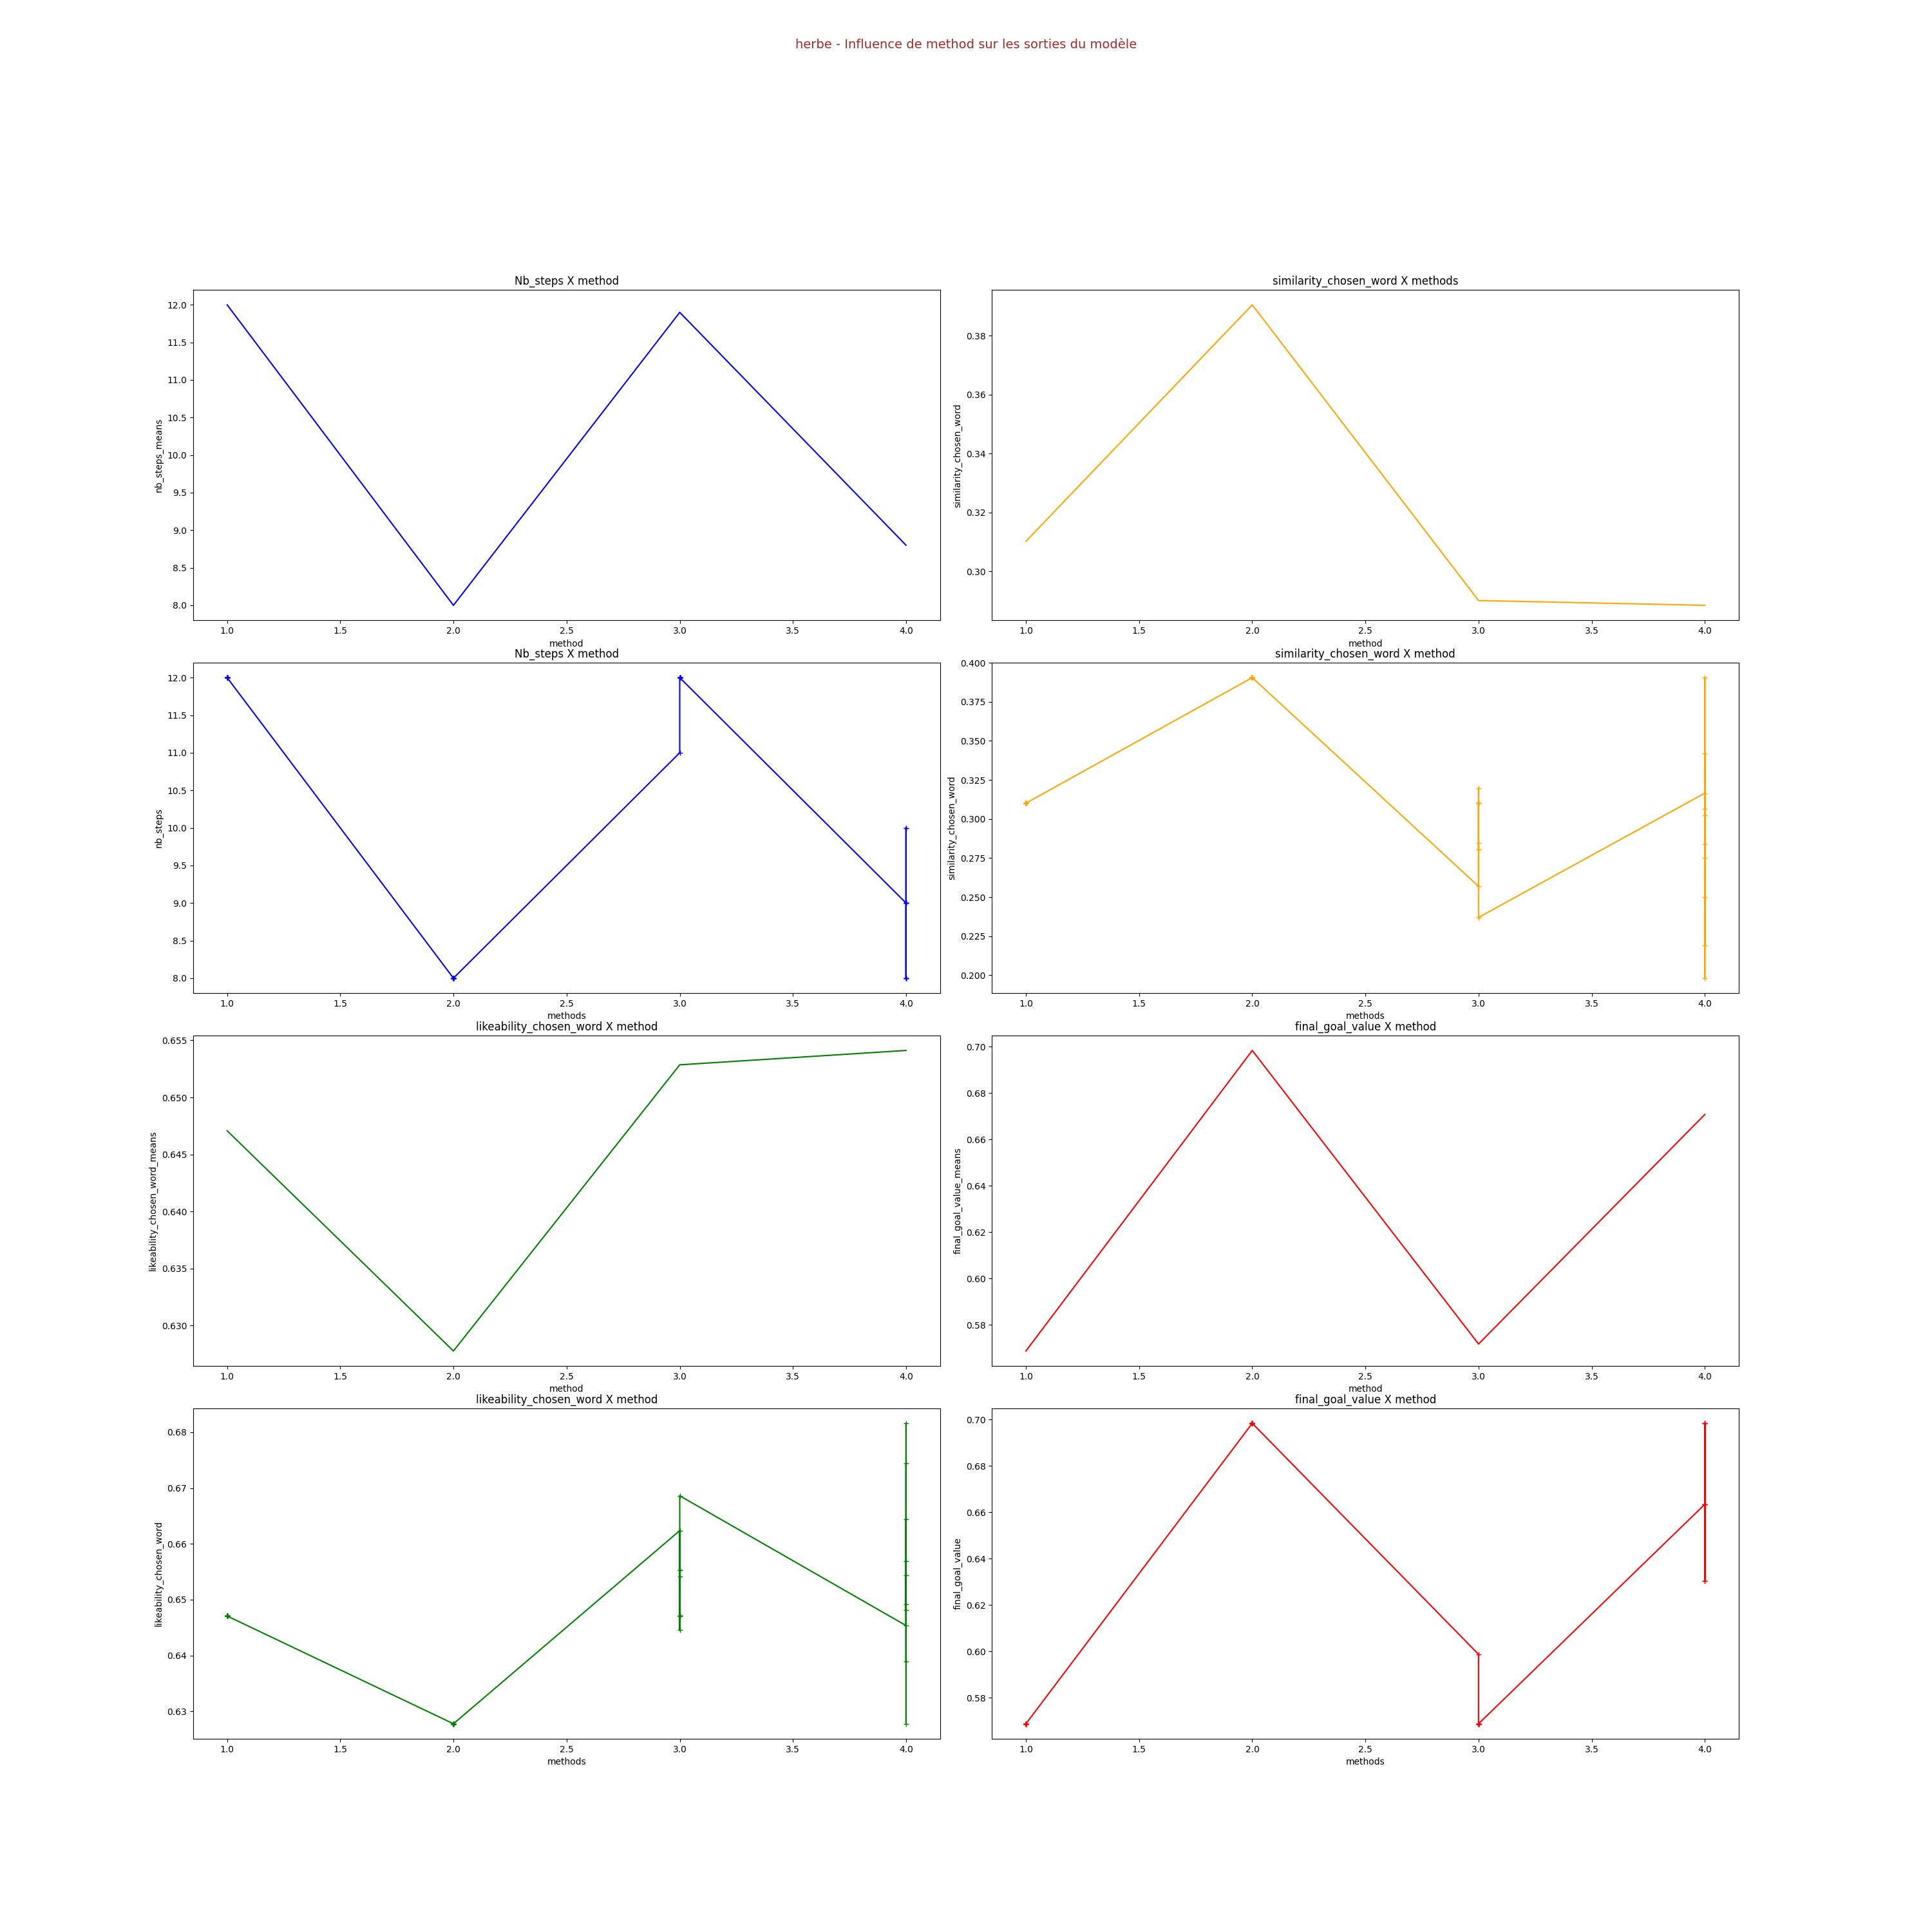 herbe - Influence de method sur les sorties du modèle
Nb_steps X method
nb_steps_means
12.0
11.5
11.0
10.5
10.0
9.5
9.0
8.5
8.0
1.0 1.5 2.0 2.5 3.0 3.5 4.0
method
similarity_chosen_word X methods
similarity_chosen_word
0.38
0.36
0.34
0.32
0.30
1.0 1.5 2.0 2.5 3.0 3.5 4.0
method
Nb_steps X method
nb_steps
12.0
11.5
11.0
10.5
10.0
9.5
9.0
8.5
8.0
1.0 1.5 2.0 2.5 3.0 3.5 4.0
methods
similarity_chosen_word X method
similarity_chosen_word
0.400
0.375
0.350
0.325
0.300
0.275
0.250
0.225
0.200
1.0 1.5 2.0 2.5 3.0 3.5 4.0
methods
likeability_chosen_word X method
likeability_chosen_word_means
0.655
0.650
0.645
0.640
0.635
0.630
1.0 1.5 2.0 2.5 3.0 3.5 4.0
method
final_goal_value X method
final_goal_value_means
0.70
0.68
0.66
0.64
0.62
0.60
0.58
1.0 1.5 2.0 2.5 3.0 3.5 4.0
method
likeability_chosen_word X method
likeability_chosen_word
0.68
0.67
0.66
0.65
0.64
0.63
1.0 1.5 2.0 2.5 3.0 3.5 4.0
methods
final_goal_value X method
final_goal_value
0.70
0.68
0.66
0.64
0.62
0.60
0.58
1.0 1.5 2.0 2.5 3.0 3.5 4.0
methods